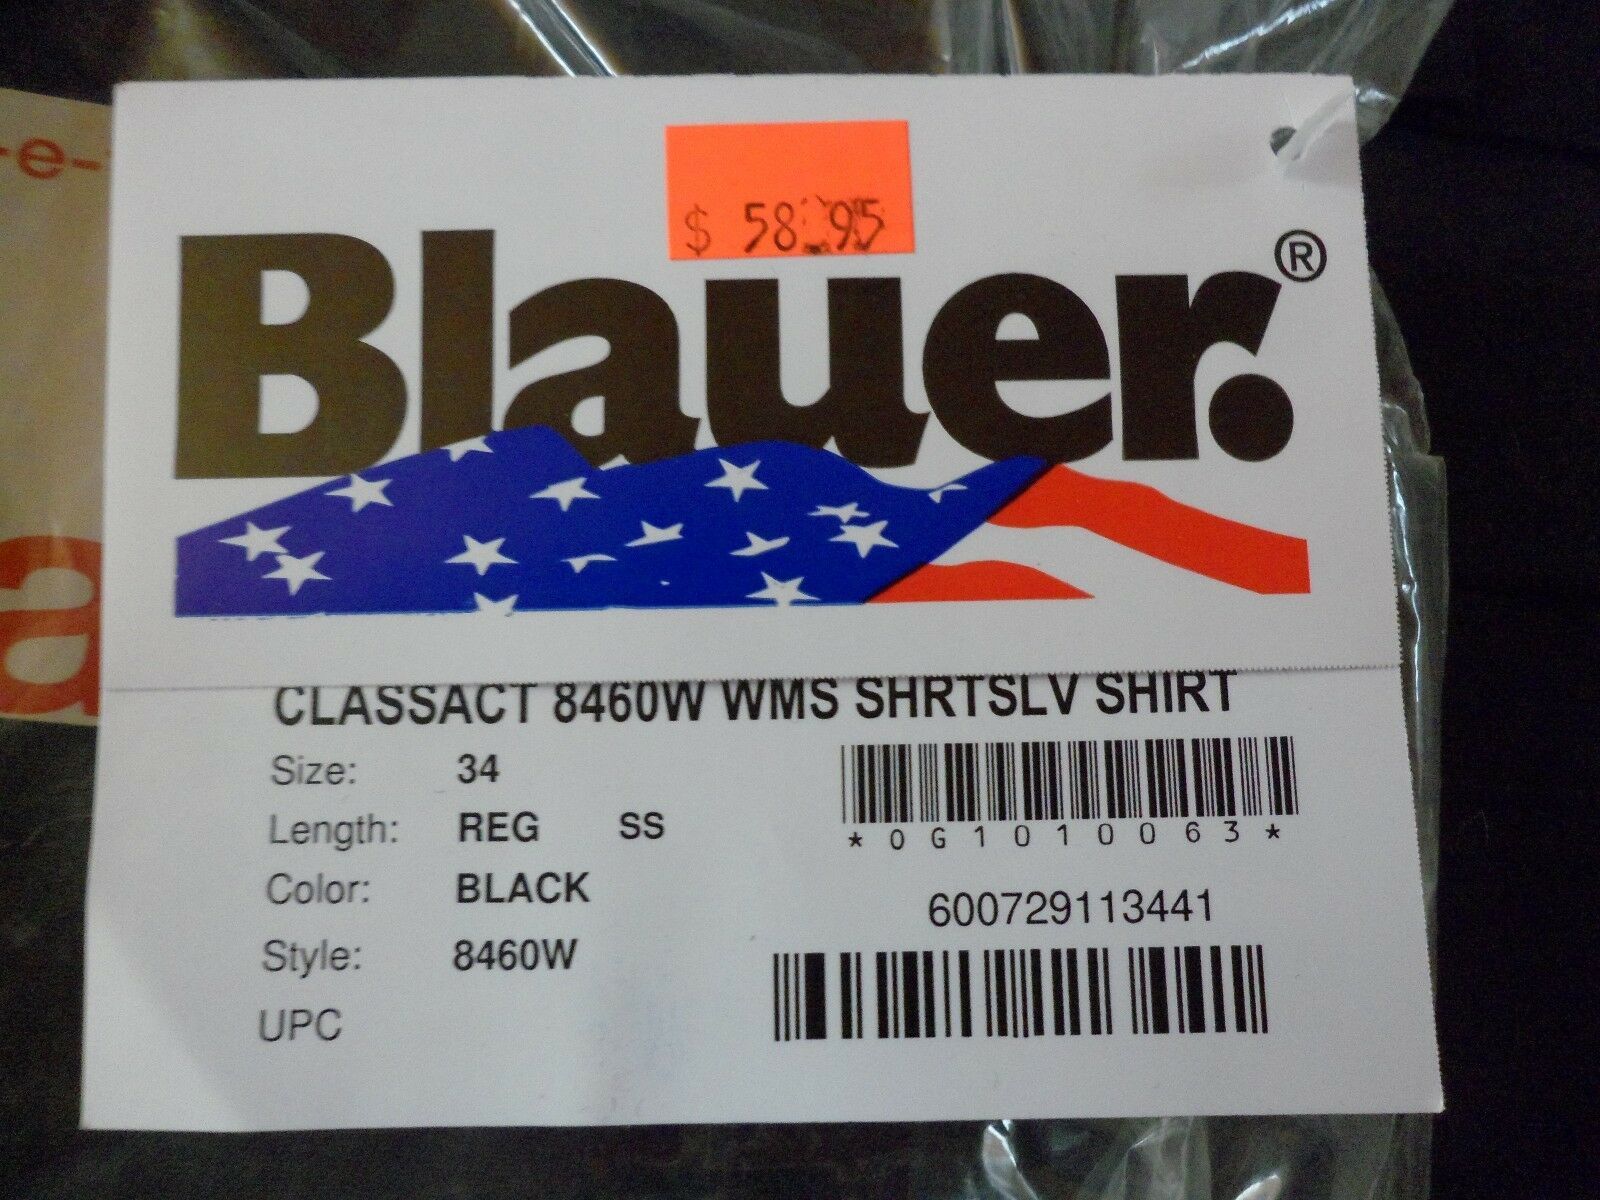 $ 58.95
Blauer.®
CLASSACT 8460W WMS SHRTSLV SHIRT
Size: 34
Length: REG SS
Color: BLACK
Style: 8460W
UPC
*0G1010063*
600729113441
-e-
a